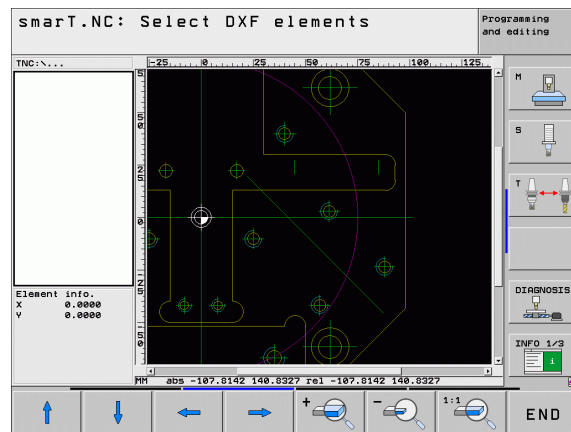 smarT.NC: Select DXF elements
Programming
and editing
TNC:\...
-25 0 25 50 75 100 125
M
S
T
DIAGNOSIS
INFO 1/3
i
Element info.
X 0.0000
Y 0.0000
MM abs -107.8142 140.8327 rel -107.8142 140.8327
+
-
1:1
END